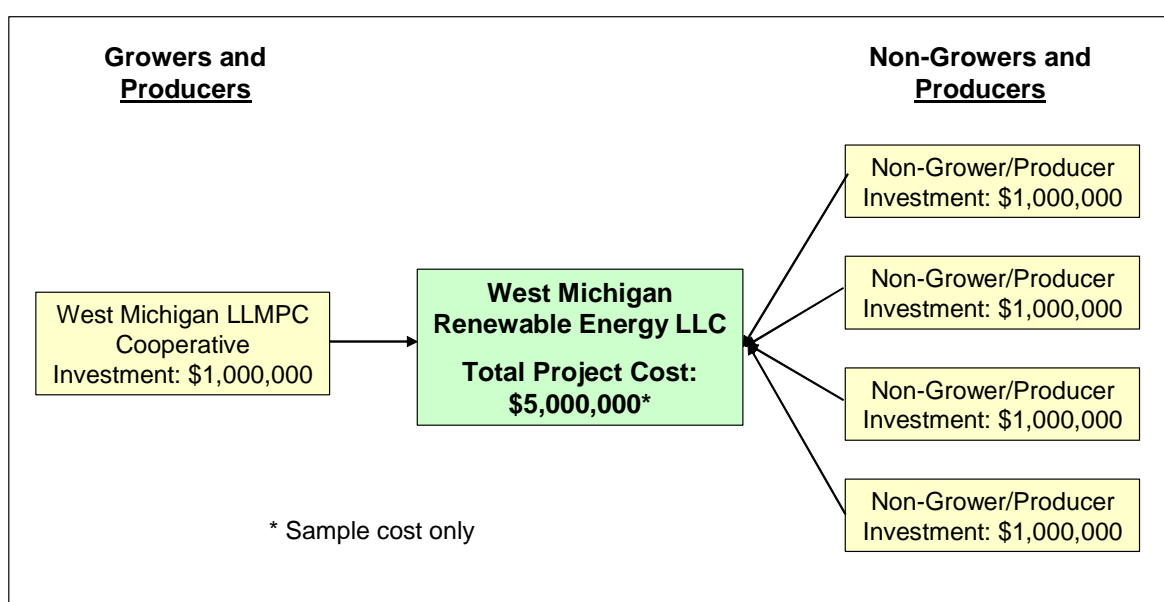 Growers and
Producers
Non-Growers and
Producers
West Michigan LLMPC
Cooperative
Investment: $1,000,000
West Michigan
Renewable Energy LLC
Total Project Cost:
$5,000,000*
Non-Grower/Producer
Investment: $1,000,000
Non-Grower/Producer
Investment: $1,000,000
Non-Grower/Producer
Investment: $1,000,000
Non-Grower/Producer
Investment: $1,000,000
* Sample cost only